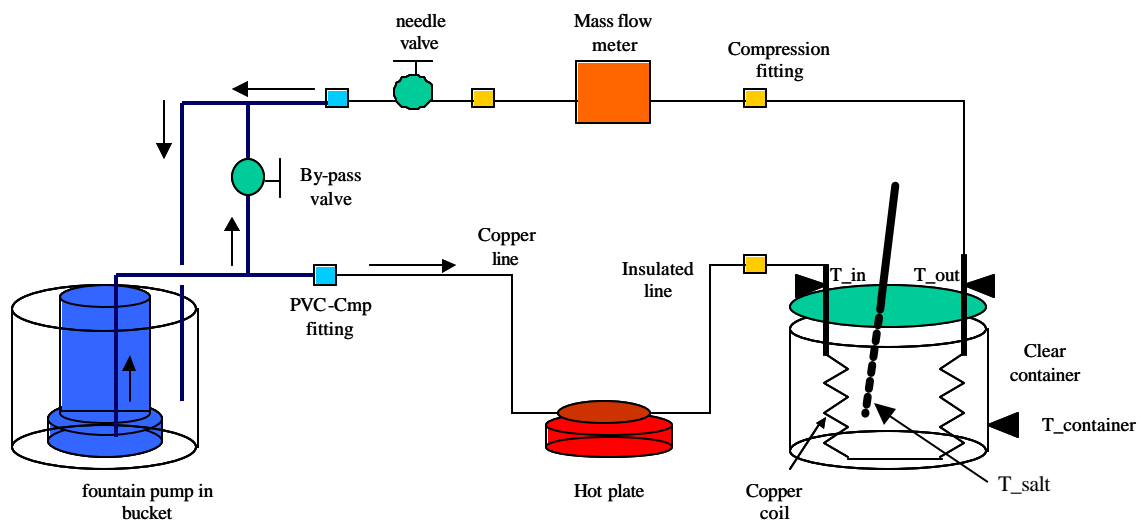 needle
valve
Mass flow
meter
Compression
fitting
By-pass
valve
Copper
line
Insulated
line
T_in
T_out
PVC-Cmp
fitting
Clear
container
T_container
fountain pump in
bucket
Hot plate
Copper
coil
T_salt